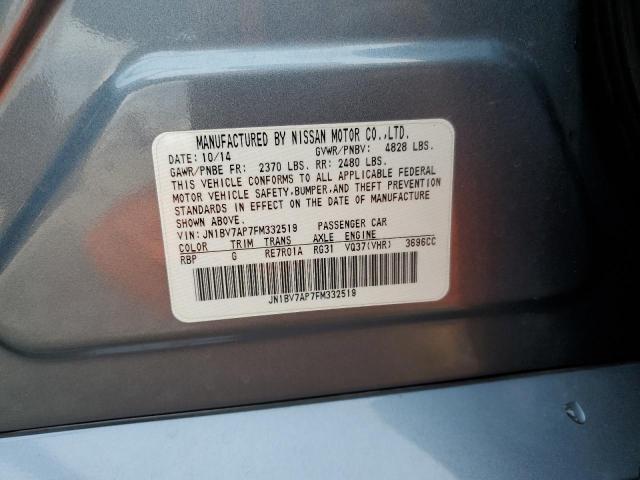 MANUFACTURED BY NISSAN MOTOR CO.,LTD.
DATE: 10/14 GVWR/PNBV: 4828 LBS.
GAWR/PNBE FR: 2370 LBS. RR: 2480 LBS.
THIS VEHICLE CONFORMS TO ALL APPLICABLE FEDERAL
MOTOR VEHICLE SAFETY,BUMPER,AND THEFT PREVENTION
STANDARDS IN EFFECT ON THE DATE OF MANUFACTURE
SHOWN ABOVE.
VIN: JN1BV7AP7FM332519 PASSENGER CAR
COLOR TRIM TRANS AXLE ENGINE
RBP G RE7R01A RG31 VQ37(VHR) 3696CC
JN1BV7AP7FM332519